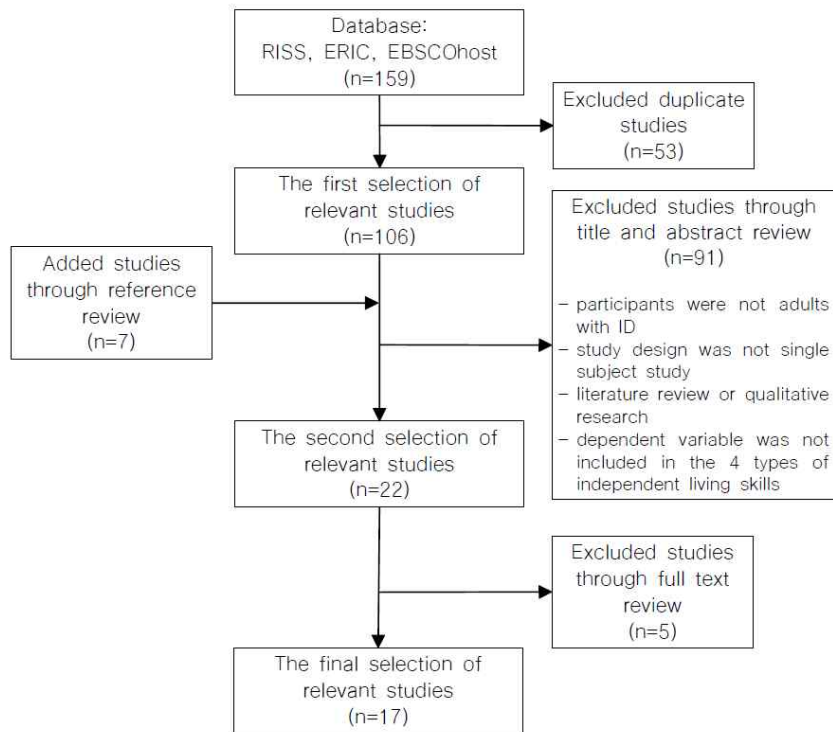 Database:
RISS, ERIC, EBSCOhost
(n=159)
Excluded duplicate
studies
(n=53)
The first selection of
relevant studies
(n=106)
Added studies
through reference
review
(n=7)
Excluded studies through
title and abstract review
(n=91)
- participants were not adults
with ID
- study design was not single
subject study
- literature review or qualitative
research
- dependent variable was not
included in the 4 types of
independent living skills
The second selection of
relevant studies
(n=22)
Excluded studies
through full text
review
(n=5)
The final selection of
relevant studies
(n=17)